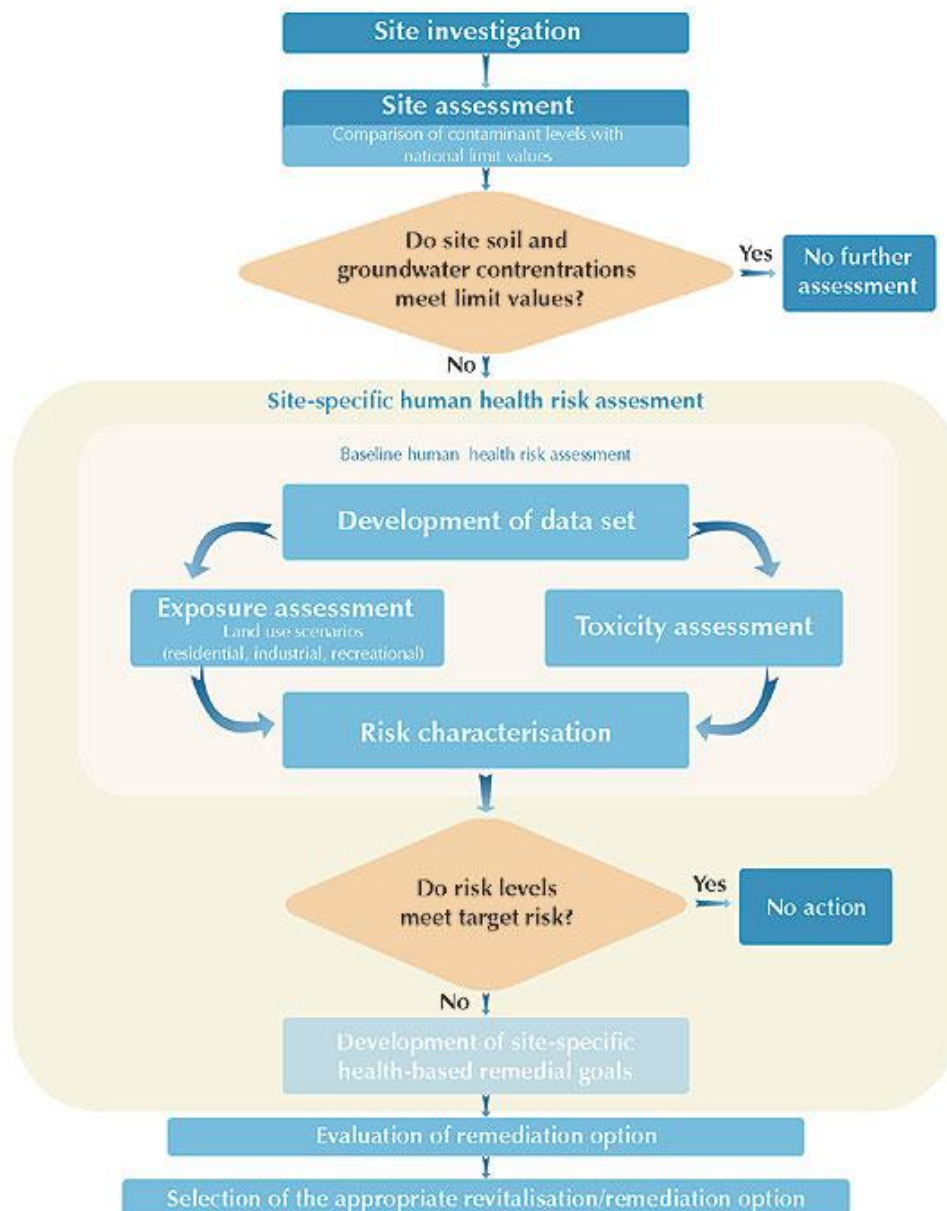 Site investigation
Site assessment
Comparison of contaminant levels with
national limit values
Do site soil and
groundwater contrentrations
meet limit values?
Yes
No further
assessment
No
Site-specific human health risk assesment
Baseline human health risk assessment
Development of data set
Exposure assessment
Land use scenarios
(residential, industrial, recreational)
Toxicity assessment
Risk characterisation
Do risk levels
meet target risk?
Yes
No action
No
Development of site-specific
health-based remedial goals
Evaluation of remediation option
Selection of the appropriate revitalisation/remediation option